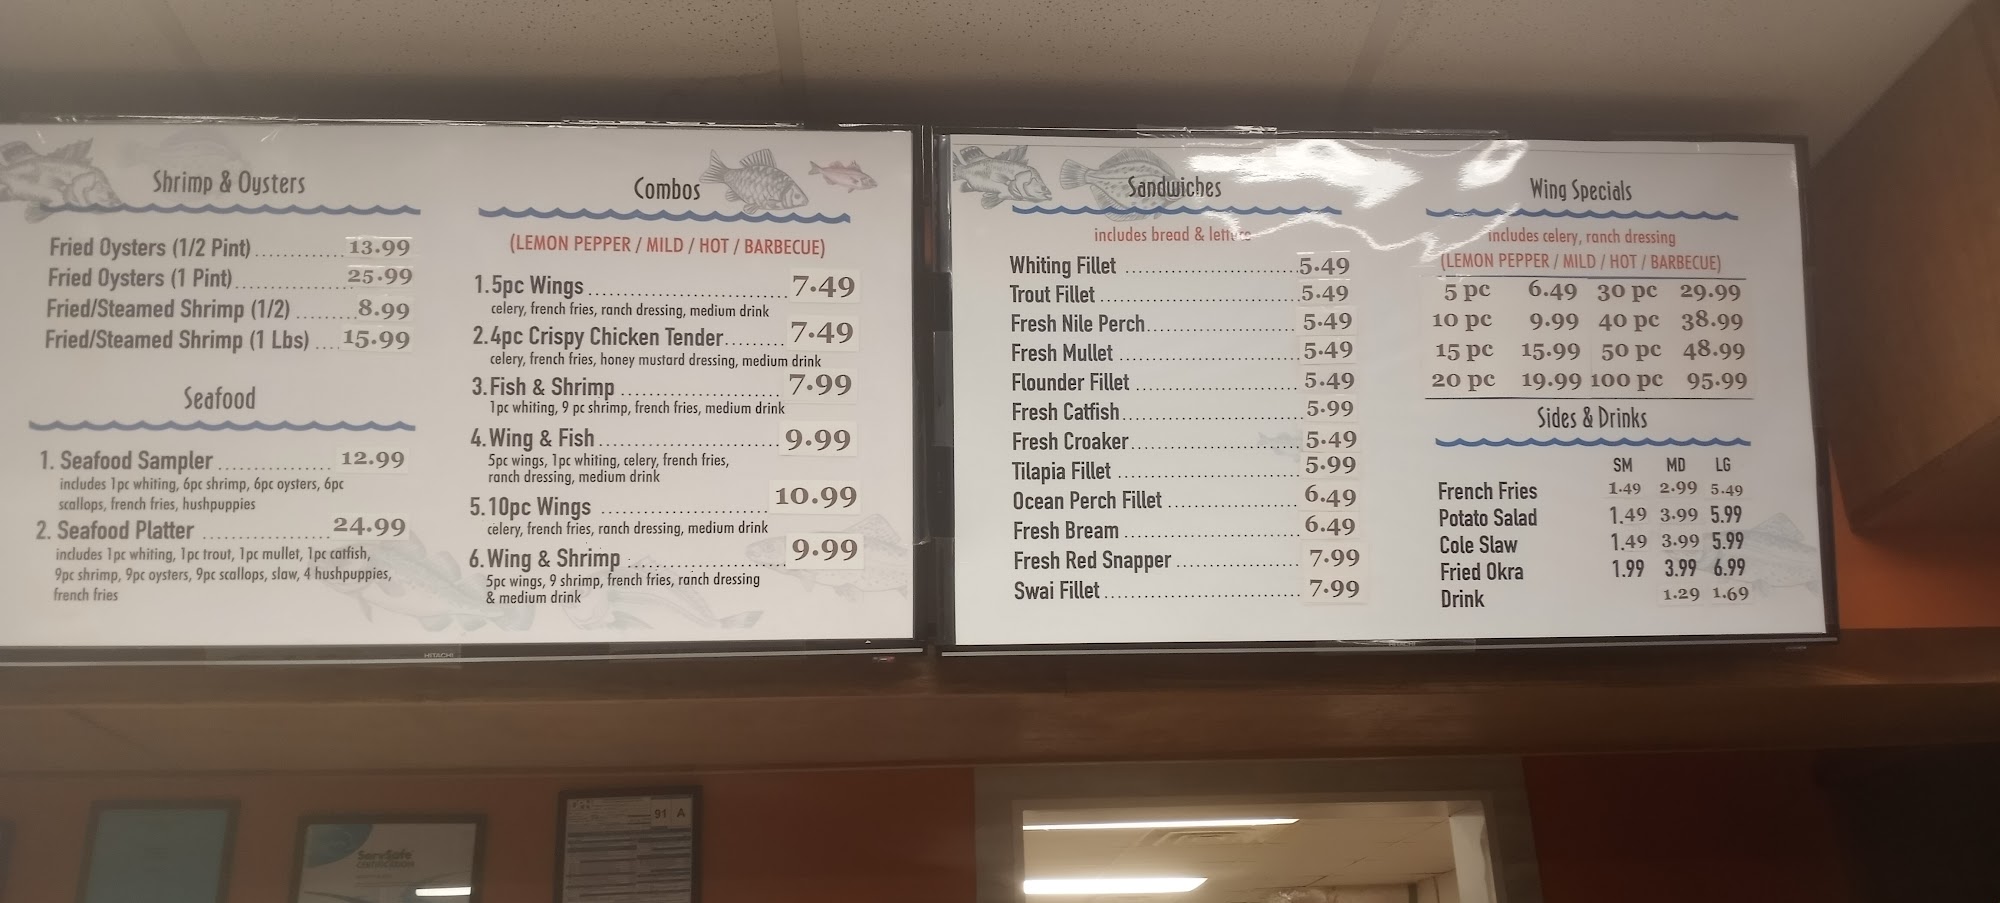 Shrimp & Oysters
Fried Oysters (1/2 Pint) 13.99
Fried Oysters (1 Pint) 25.99
Fried/Steamed Shrimp (1/2) 8.99
Fried/Steamed Shrimp (1 Lbs) 15.99
Seafood
1. Seafood Sampler 12.99
includes 1pc whiting, 6pc shrimp, 6pc oysters, 6pc
scallops, french fries, hushpuppies
2. Seafood Platter 24.99
includes 1pc whiting, 1pc trout, 1pc mullet, 1pc catfish,
9pc shrimp, 9pc oysters, 9pc scallops, slaw, 4 hushpuppies,
french fries
Combos
(LEMON PEPPER / MILD / HOT / BARBECUE)
1.5pc Wings 7.49
celery, french fries, ranch dressing, medium drink
2.4pc Crispy Chicken Tender 7.49
celery, french fries, honey mustard dressing, medium drink
3.Fish & Shrimp 7.99
1pc whiting, 9 pc shrimp, french fries, medium drink
4.Wing & Fish 9.99
5pc wings, 1pc whiting, celery, french fries,
ranch dressing, medium drink
5.10pc Wings 10.99
celery, french fries, ranch dressing, medium drink
6.Wing & Shrimp 9.99
5pc wings, 9 shrimp, french fries, ranch dressing
& medium drink
HITACHI
Sandwiches
includes bread & lettuce
Whiting Fillet 5.49
Trout Fillet 5.49
Fresh Nile Perch 5.49
Fresh Mullet 5.49
Flounder Fillet 5.49
Fresh Catfish 5.99
Fresh Croaker 5.49
Tilapia Fillet 5.99
Ocean Perch Fillet 6.49
Fresh Bream 6.49
Fresh Red Snapper 7.99
Swai Fillet 7.99
Wing Specials
includes celery, ranch dressing
(LEMON PEPPER / MILD / HOT / BARBECUE)
5 pc 6.49 30 pc 29.99
10 pc 9.99 40 pc 38.99
15 pc 15.99 50 pc 48.99
20 pc 19.99 100 pc 95.99
Sides & Drinks
SM MD LG
French Fries 1.49 2.99 5.49
Potato Salad 1.49 3.99 5.99
Cole Slaw 1.49 3.99 5.99
Fried Okra 1.99 3.99 6.99
Drink 1.29 1.69
HITACHI
ServSafe
CERTIFICATION
91 A